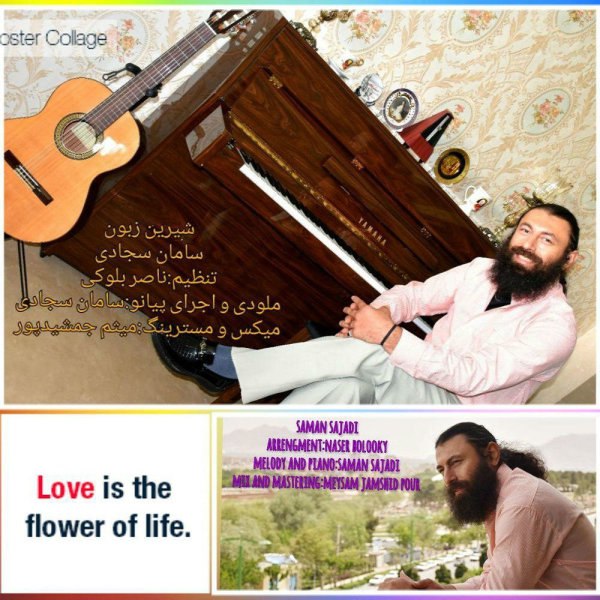 oster Collage
YAMAHA
شیرین زبون
سامان سجادی
تنظیم:ناصر بلوکی
ملودی و اجرای پیانو:سامان سجادی
میکس و مسترینگ:میثم جمشیدپور
SAMAN SAJADI
ARRENGMENT:NASER BOLOOKY
MELODY AND PIANO:SAMAN SAJADI
MIX AND MASTERING:MEYSAM JAMSHID POUR
Love is the
flower of life.